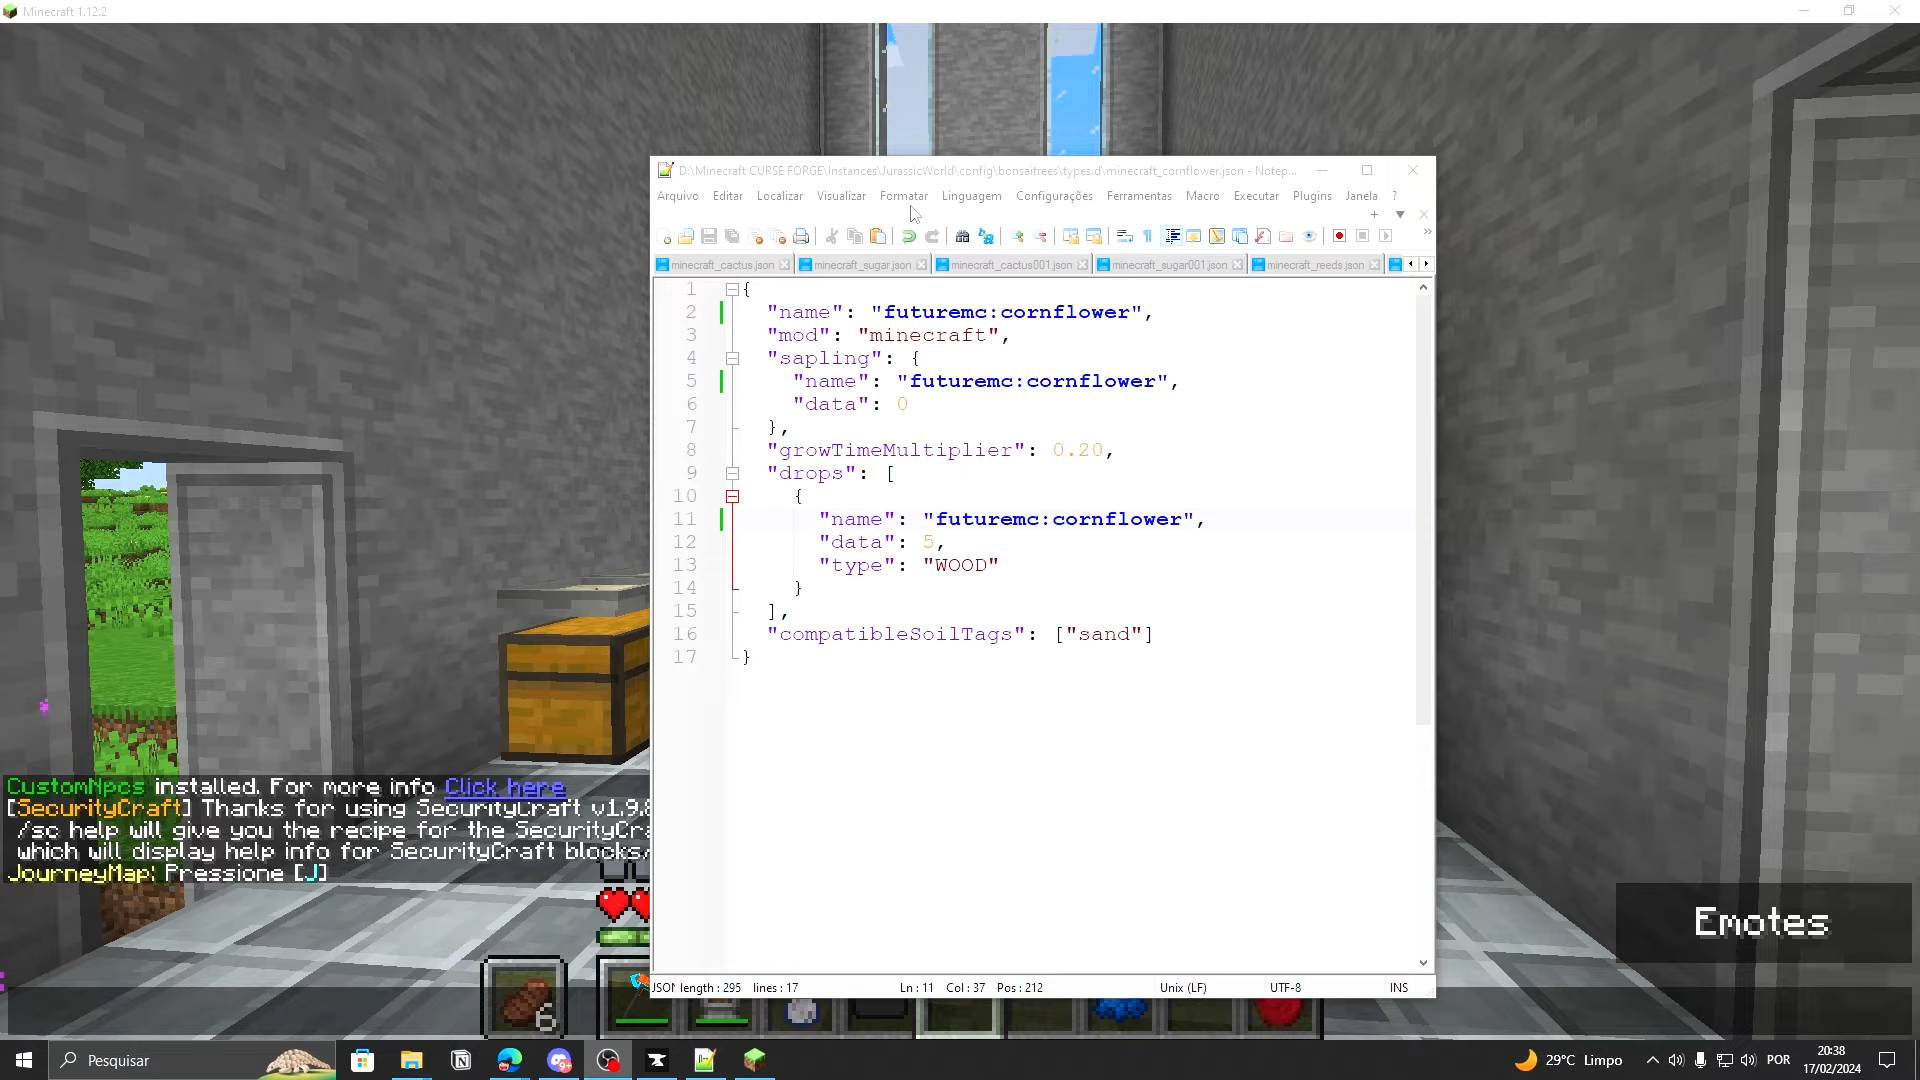 Minecraft 1.12.2
D:\Minecraft CURSE FORGE\Instances\JurassicWorld\config\bonsaitrees\types.d\minecraft_cornflower.json - Notep...
Arquivo Editar Localizar Visualizar Formatar Linguagem Configurações Ferramentas Macro Executar Plugins Janela ?
minecraft_cactus.json minecraft_sugar.json minecraft_cactus001.json minecraft_sugar001.json minecraft_reeds.json
1 {
2 "name": "futuremc:cornflower",
3 "mod": "minecraft",
4 "sapling": {
5 "name": "futuremc:cornflower",
6 "data": 0
7 },
8 "growTimeMultiplier": 0.20,
9 "drops": [
10 {
11 "name": "futuremc:cornflower",
12 "data": 5,
13 "type": "WOOD"
14 }
15 ],
16 "compatibleSoilTags": ["sand"]
17 }
CustomNpcs installed. For more info Click here
[SecurityCraft] Thanks for using SecurityCraft v1.9.8
/sc help will give you the recipe for the SecurityCra
which will display help info for SecurityCraft blocks/
JourneyMap: Pressione [J]
Emotes
6
JSON length : 295 lines : 17 Ln : 11 Col : 37 Pos : 212 Unix (LF) UTF-8 INS
Pesquisar
29°C Limpo
POR
20:38
17/02/2024